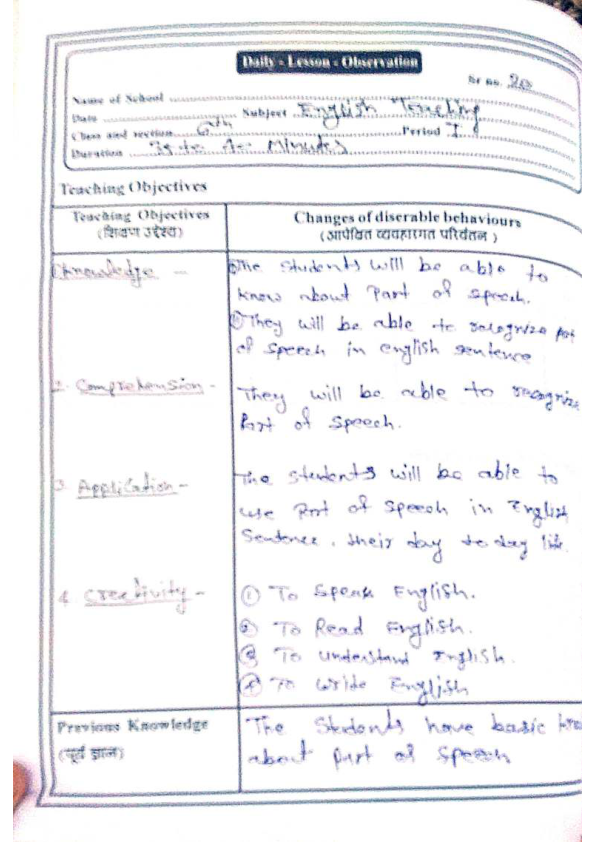 Daily - Lesson - Observation
Sr no. 20
Name of School
Date Subject English Teaching
Class and section 6th Period I
Duration 35 to 40 Minutes
Teaching Objectives
Teaching Objectives
(शिक्षण उद्देश्य)
Changes of diserable behaviours
(आपेक्षित व्यवहारगत परिर्वतन )
1 Knowledge -
① The students will be able to
know about Part of speech.
② They will be able to recognize part
of speech in english sentence
2. Comprehension -
They will be able to recognize
Part of speech.
3. Application -
The students will be able to
use Part of speech in English
Sentence, their day to day life.
4. Creativity -
① To Speak English.
② To Read English.
③ To understand English.
④ To write English
Previous Knowledge
(पूर्व ज्ञान)
The Students have basic
about part of speech